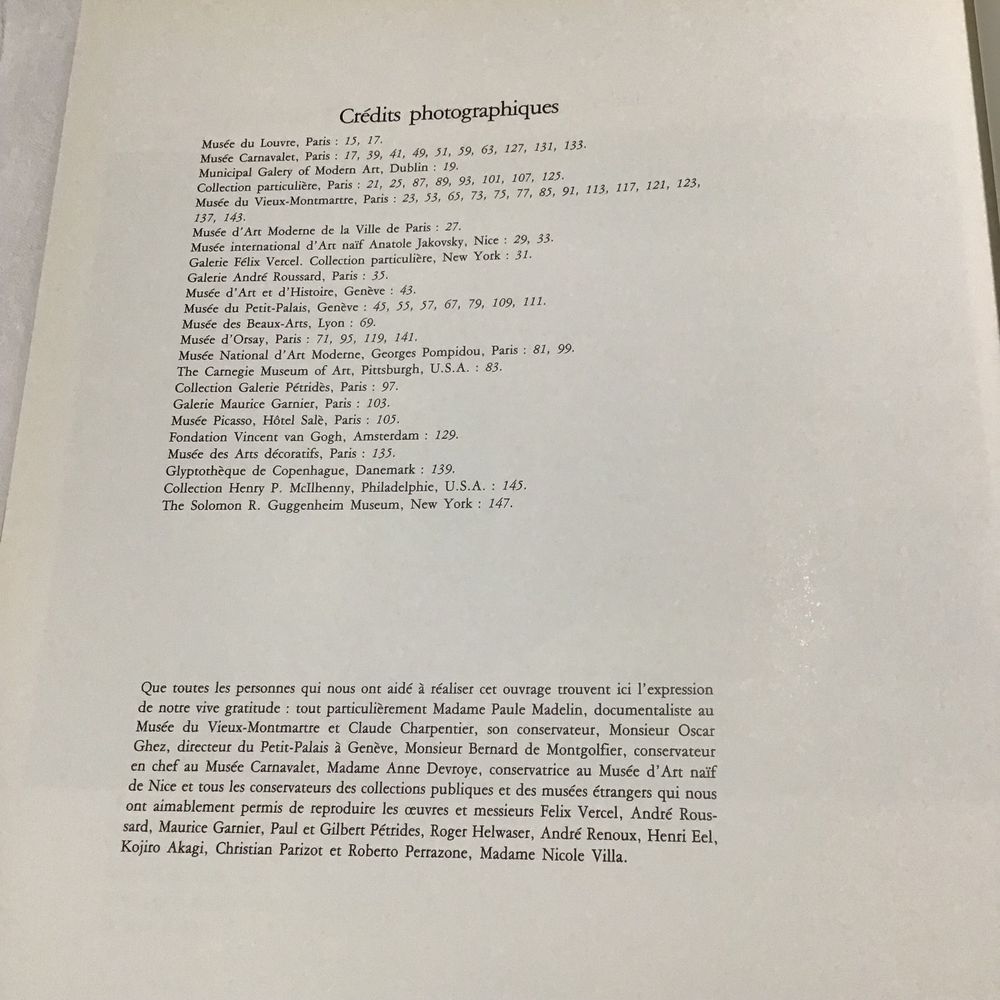 Crédits photographiques
Musée du Louvre, Paris : 15, 17.
Musée Carnavalet, Paris : 17, 39, 41, 49, 51, 59, 63, 127, 131, 133.
Municipal Galery of Modern Art, Dublin : 19.
Collection particulière, Paris : 21, 25, 87, 89, 93, 101, 107, 125.
Musée du Vieux-Montmartre, Paris : 23, 53, 65, 73, 75, 77, 85, 91, 113, 117, 121, 123,
137, 143.
Musée d'Art Moderne de la Ville de Paris : 27.
Musée international d'Art naïf Anatole Jakovsky, Nice : 29, 33.
Galerie Félix Vercel. Collection particulière, New York : 31.
Galerie André Roussard, Paris : 35.
Musée d'Art et d'Histoire, Genève : 43.
Musée du Petit-Palais, Genève : 45, 55, 57, 67, 79, 109, 111.
Musée des Beaux-Arts, Lyon : 69.
Musée d'Orsay, Paris : 71, 95, 119, 141.
Musée National d'Art Moderne, Georges Pompidou, Paris : 81, 99.
The Carnegie Museum of Art, Pittsburgh, U.S.A. : 83.
Collection Galerie Pétridès, Paris : 97.
Galerie Maurice Garnier, Paris : 103.
Musée Picasso, Hôtel Salè, Paris : 105.
Fondation Vincent van Gogh, Amsterdam : 129.
Musée des Arts décoratifs, Paris : 135.
Glyptothèque de Copenhague, Danemark : 139.
Collection Henry P. McIlhenny, Philadelphie, U.S.A. : 145.
The Solomon R. Guggenheim Museum, New York : 147.
Que toutes les personnes qui nous ont aidé à réaliser cet ouvrage trouvent ici l'expression
de notre vive gratitude : tout particulièrement Madame Paule Madelin, documentaliste au
Musée du Vieux-Montmartre et Claude Charpentier, son conservateur, Monsieur Oscar
Ghez, directeur du Petit-Palais à Genève, Monsieur Bernard de Montgolfier, conservateur
en chef au Musée Carnavalet, Madame Anne Devroye, conservatrice au Musée d'Art naïf
de Nice et tous les conservateurs des collections publiques et des musées étrangers qui nous
ont aimablement permis de reproduire les œuvres et messieurs Felix Vercel, André Rous-
sard, Maurice Garnier, Paul et Gilbert Pétrides, Roger Helwaser, André Renoux, Henri Eel,
Kojiro Akagi, Christian Parizot et Roberto Perrazone, Madame Nicole Villa.